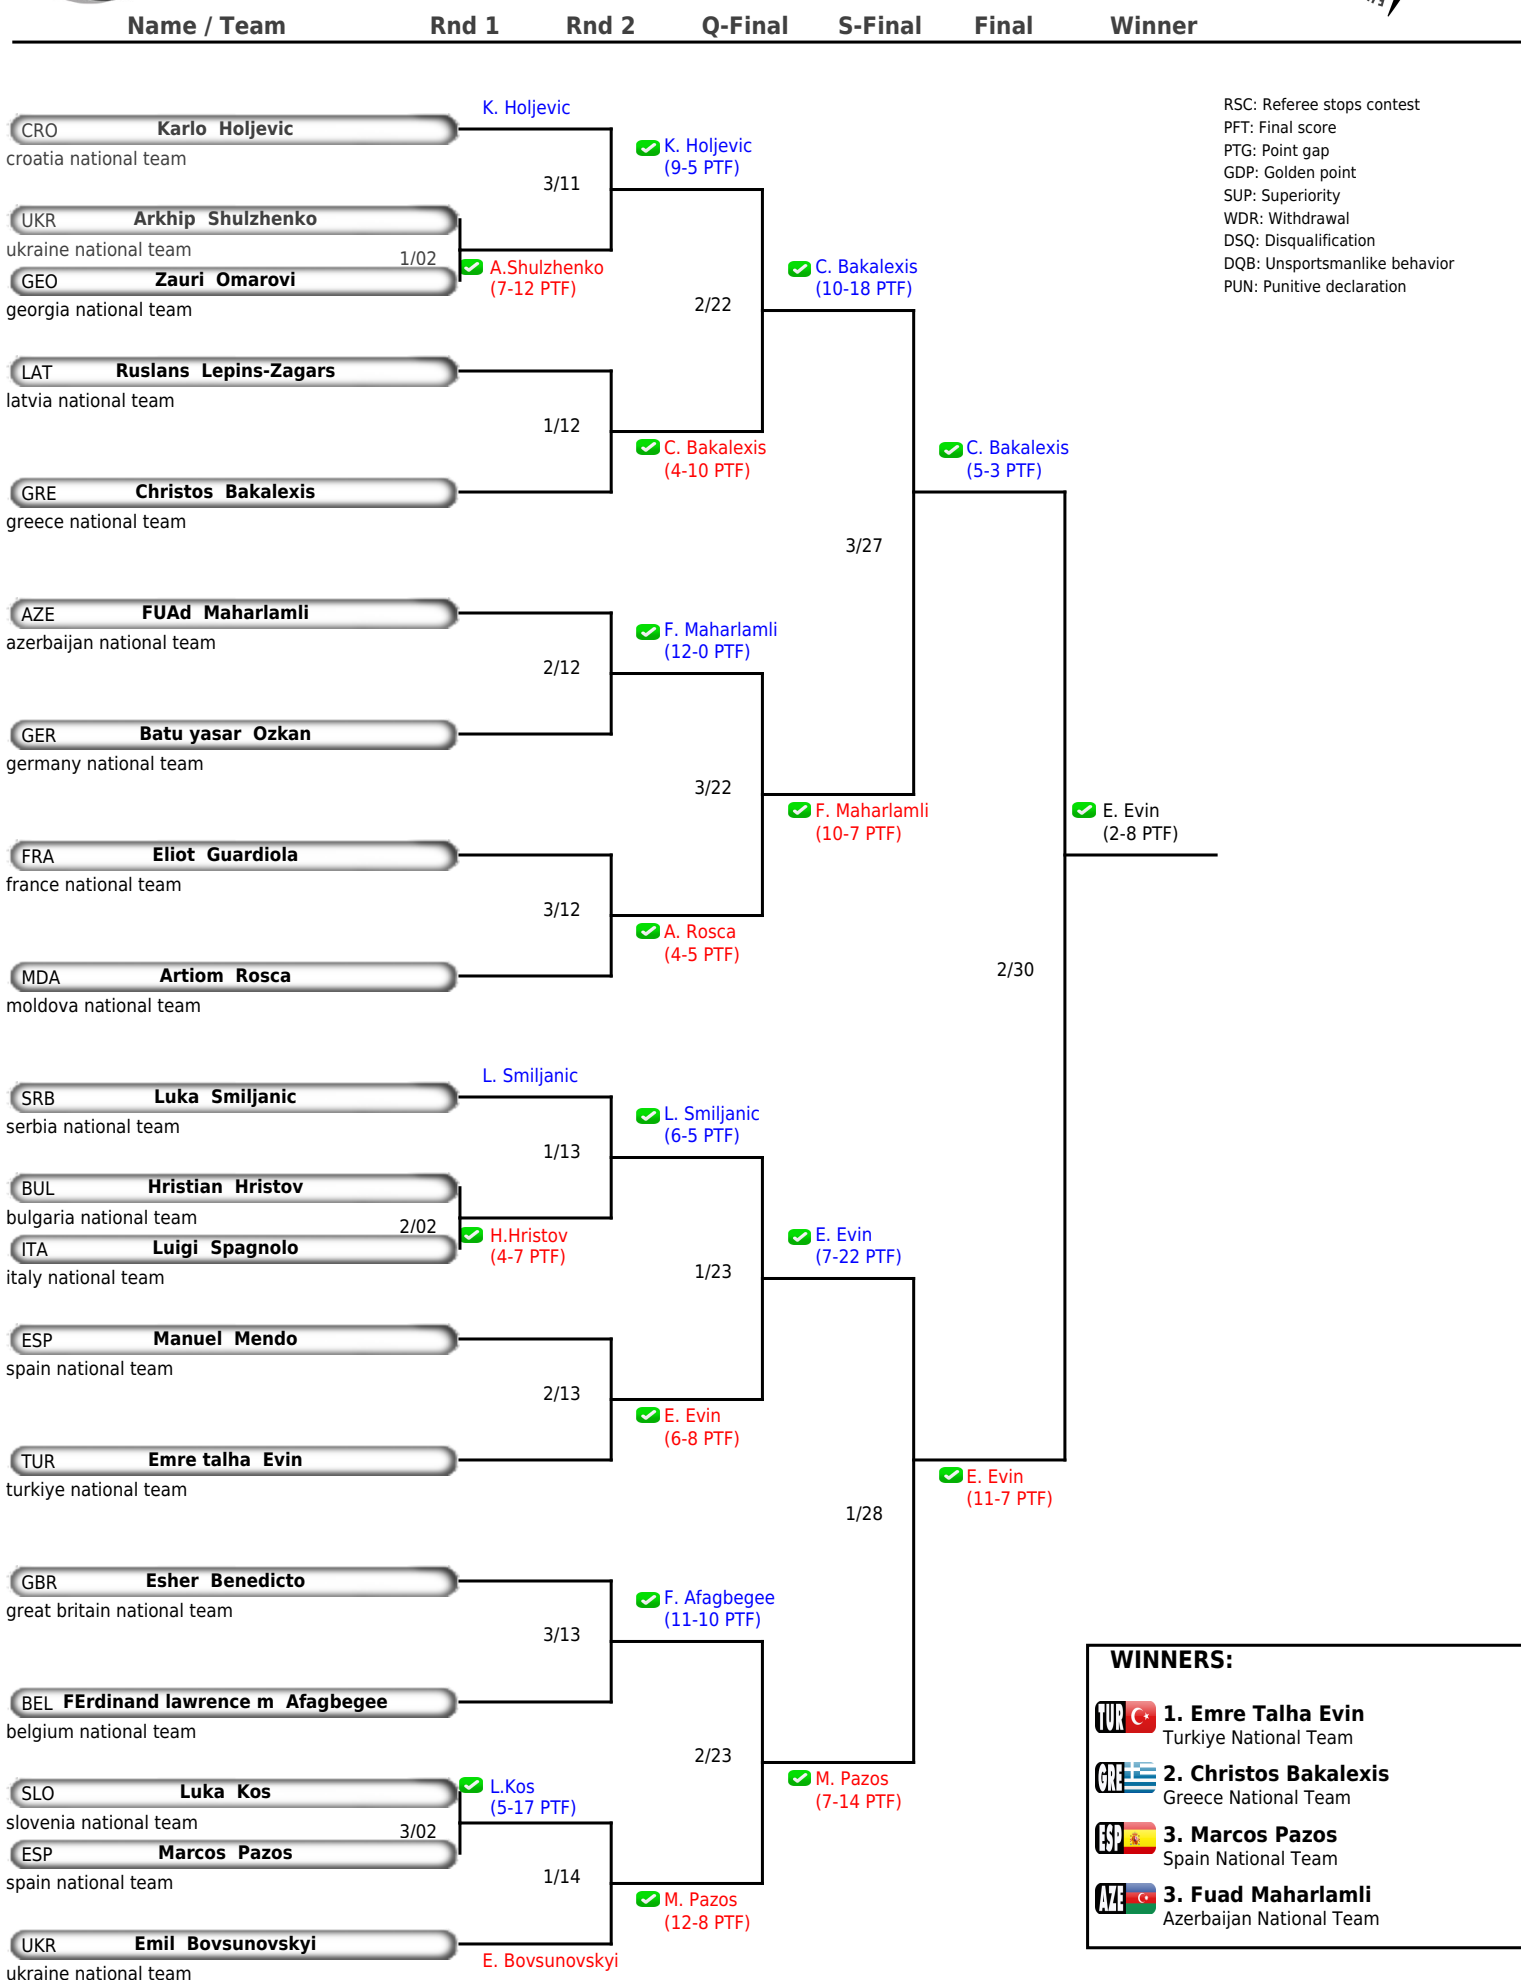 Name / Team Rnd 1 Rnd 2 Q-Final S-Final Final Winner
RSC: Referee stops contest
PFT: Final score
PTG: Point gap
GDP: Golden point
SUP: Superiority
WDR: Withdrawal
DSQ: Disqualification
DQB: Unsportsmanlike behavior
PUN: Punitive declaration
K. Holjevic
CRO Karlo Holjevic
croatia national team
K. Holjevic
(9-5 PTF)
3/11
UKR Arkhip Shulzhenko
ukraine national team
1/02
A.Shulzhenko
(7-12 PTF)
GEO Zauri Omarovi
georgia national team
C. Bakalexis
(10-18 PTF)
2/22
LAT Ruslans Lepins-Zagars
latvia national team
1/12
C. Bakalexis
(4-10 PTF)
C. Bakalexis
(5-3 PTF)
GRE Christos Bakalexis
greece national team
3/27
AZE FUAd Maharlamli
azerbaijan national team
F. Maharlamli
(12-0 PTF)
2/12
GER Batu yasar Ozkan
germany national team
3/22
F. Maharlamli
(10-7 PTF)
E. Evin
(2-8 PTF)
FRA Eliot Guardiola
france national team
3/12
A. Rosca
(4-5 PTF)
MDA Artiom Rosca
moldova national team
2/30
L. Smiljanic
SRB Luka Smiljanic
serbia national team
L. Smiljanic
(6-5 PTF)
1/13
BUL Hristian Hristov
bulgaria national team
2/02
H.Hristov
(4-7 PTF)
ITA Luigi Spagnolo
italy national team
E. Evin
(7-22 PTF)
1/23
ESP Manuel Mendo
spain national team
2/13
E. Evin
(6-8 PTF)
TUR Emre talha Evin
turkiye national team
E. Evin
(11-7 PTF)
1/28
GBR Esher Benedicto
great britain national team
F. Afagbegee
(11-10 PTF)
3/13
BEL FErdinand lawrence m Afagbegee
belgium national team
2/23
M. Pazos
(7-14 PTF)
SLO Luka Kos
slovenia national team
L.Kos
(5-17 PTF)
3/02
ESP Marcos Pazos
spain national team
1/14
M. Pazos
(12-8 PTF)
UKR Emil Bovsunovskyi
ukraine national team
E. Bovsunovskyi
WINNERS:
TUR 1. Emre Talha Evin
Turkiye National Team
GRE 2. Christos Bakalexis
Greece National Team
ESP 3. Marcos Pazos
Spain National Team
AZE 3. Fuad Maharlamli
Azerbaijan National Team